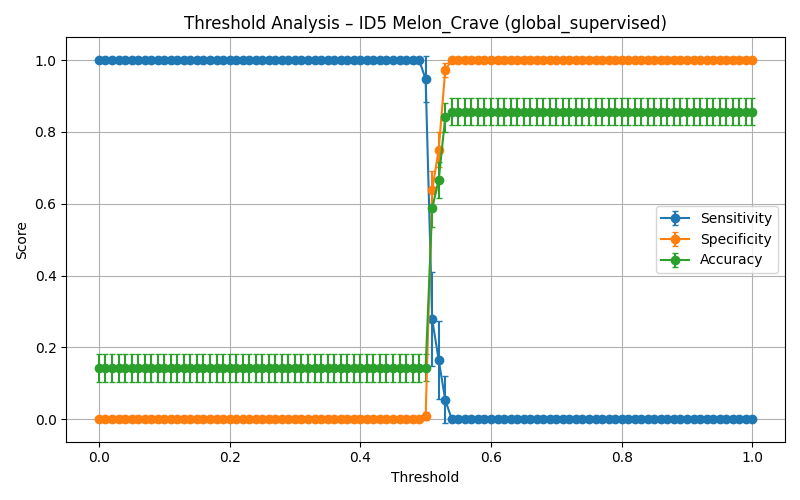 Threshold Analysis – ID5 Melon_Crave (global_supervised)
1.0
0.8
0.6
0.4
0.2
0.0
Score
Sensitivity
Specificity
Accuracy
0.0 0.2 0.4 0.6 0.8 1.0
Threshold